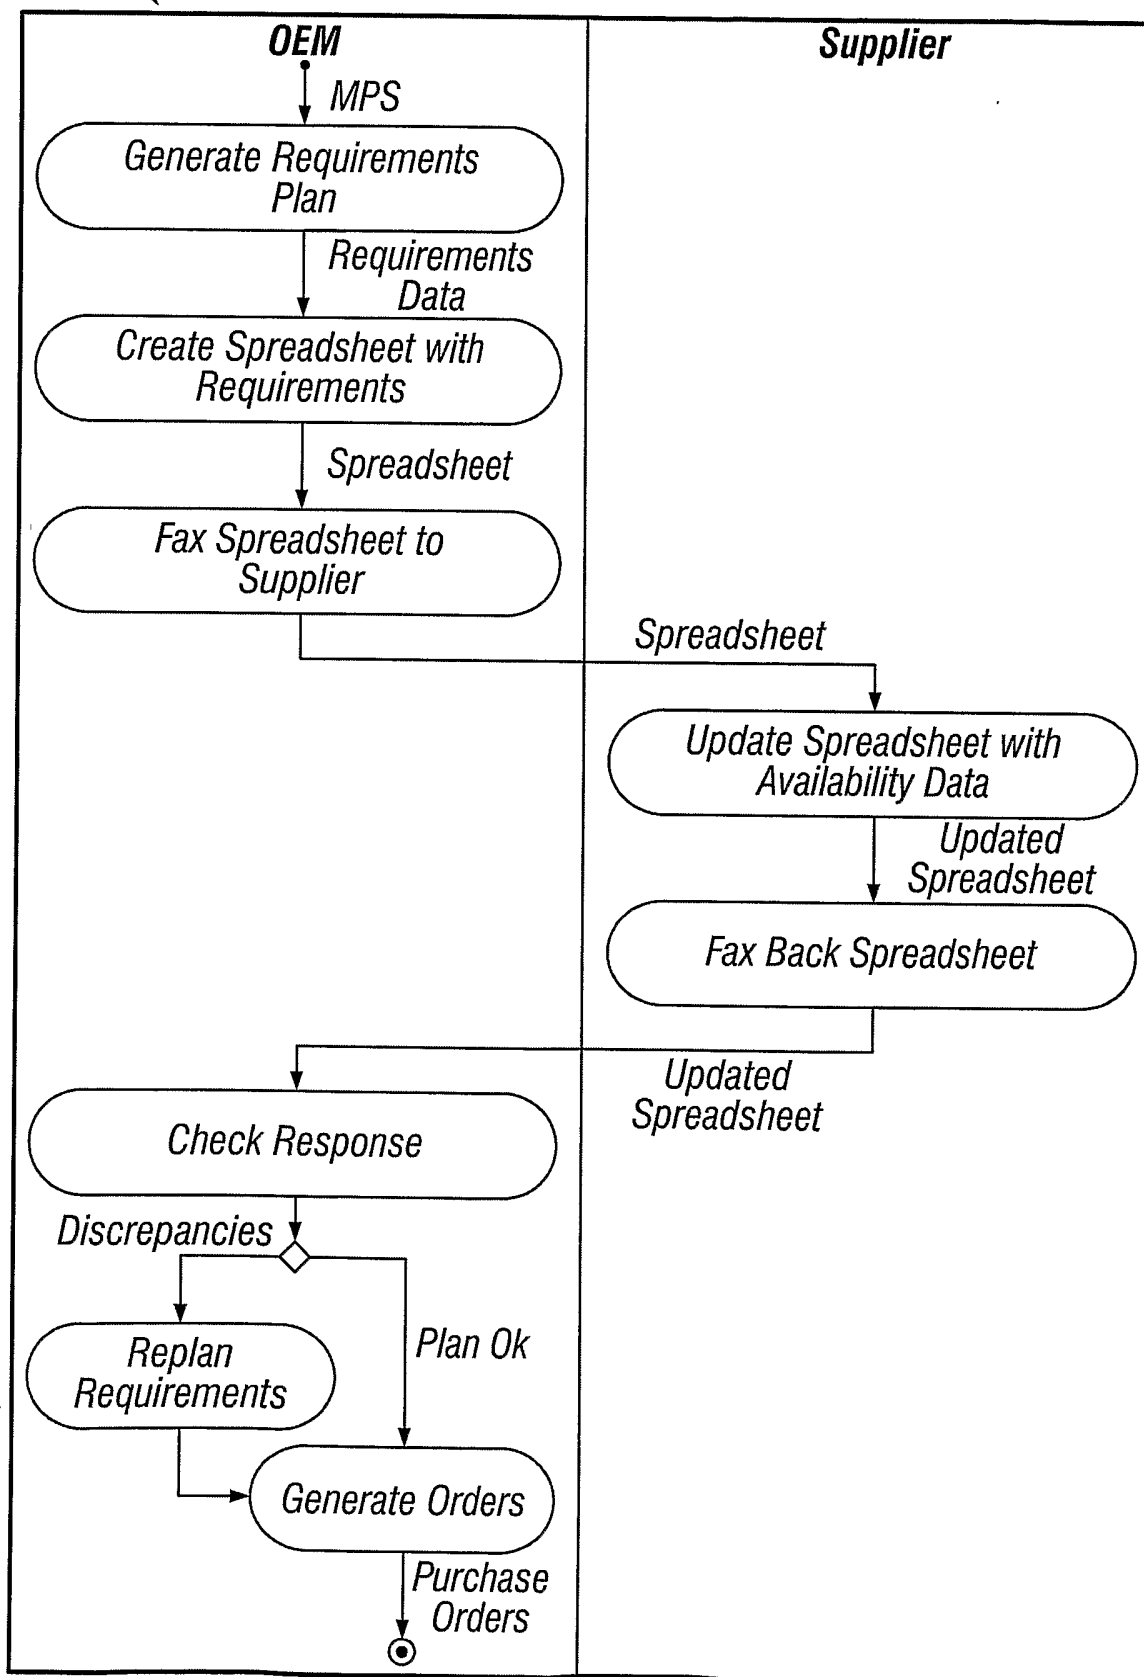 OEM
Supplier
MPS
Generate Requirements
Plan
Requirements
Data
Create Spreadsheet with
Requirements
Spreadsheet
Fax Spreadsheet to
Supplier
Spreadsheet
Update Spreadsheet with
Availability Data
Updated
Spreadsheet
Fax Back Spreadsheet
Updated
Spreadsheet
Check Response
Discrepancies
Plan Ok
Replan
Requirements
Generate Orders
Purchase
Orders